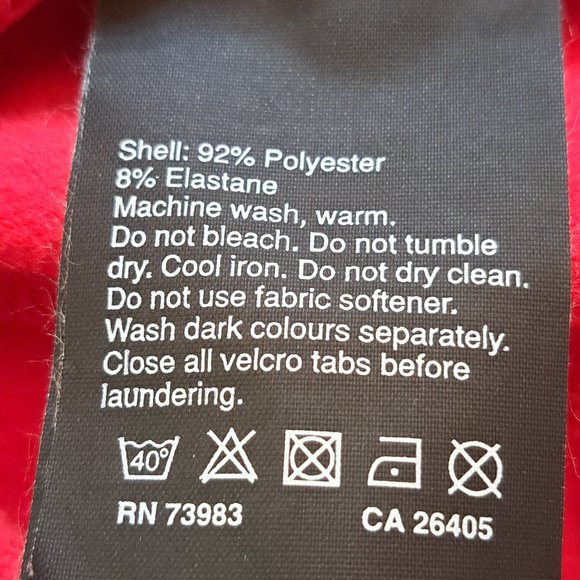 Shell: 92% Polyester
8% Elastane
Machine wash, warm.
Do not bleach. Do not tumble
dry. Cool iron. Do not dry clean.
Do not use fabric softener.
Wash dark colours separately.
Close all velcro tabs before
laundering.
40°
RN 73983 CA 26405